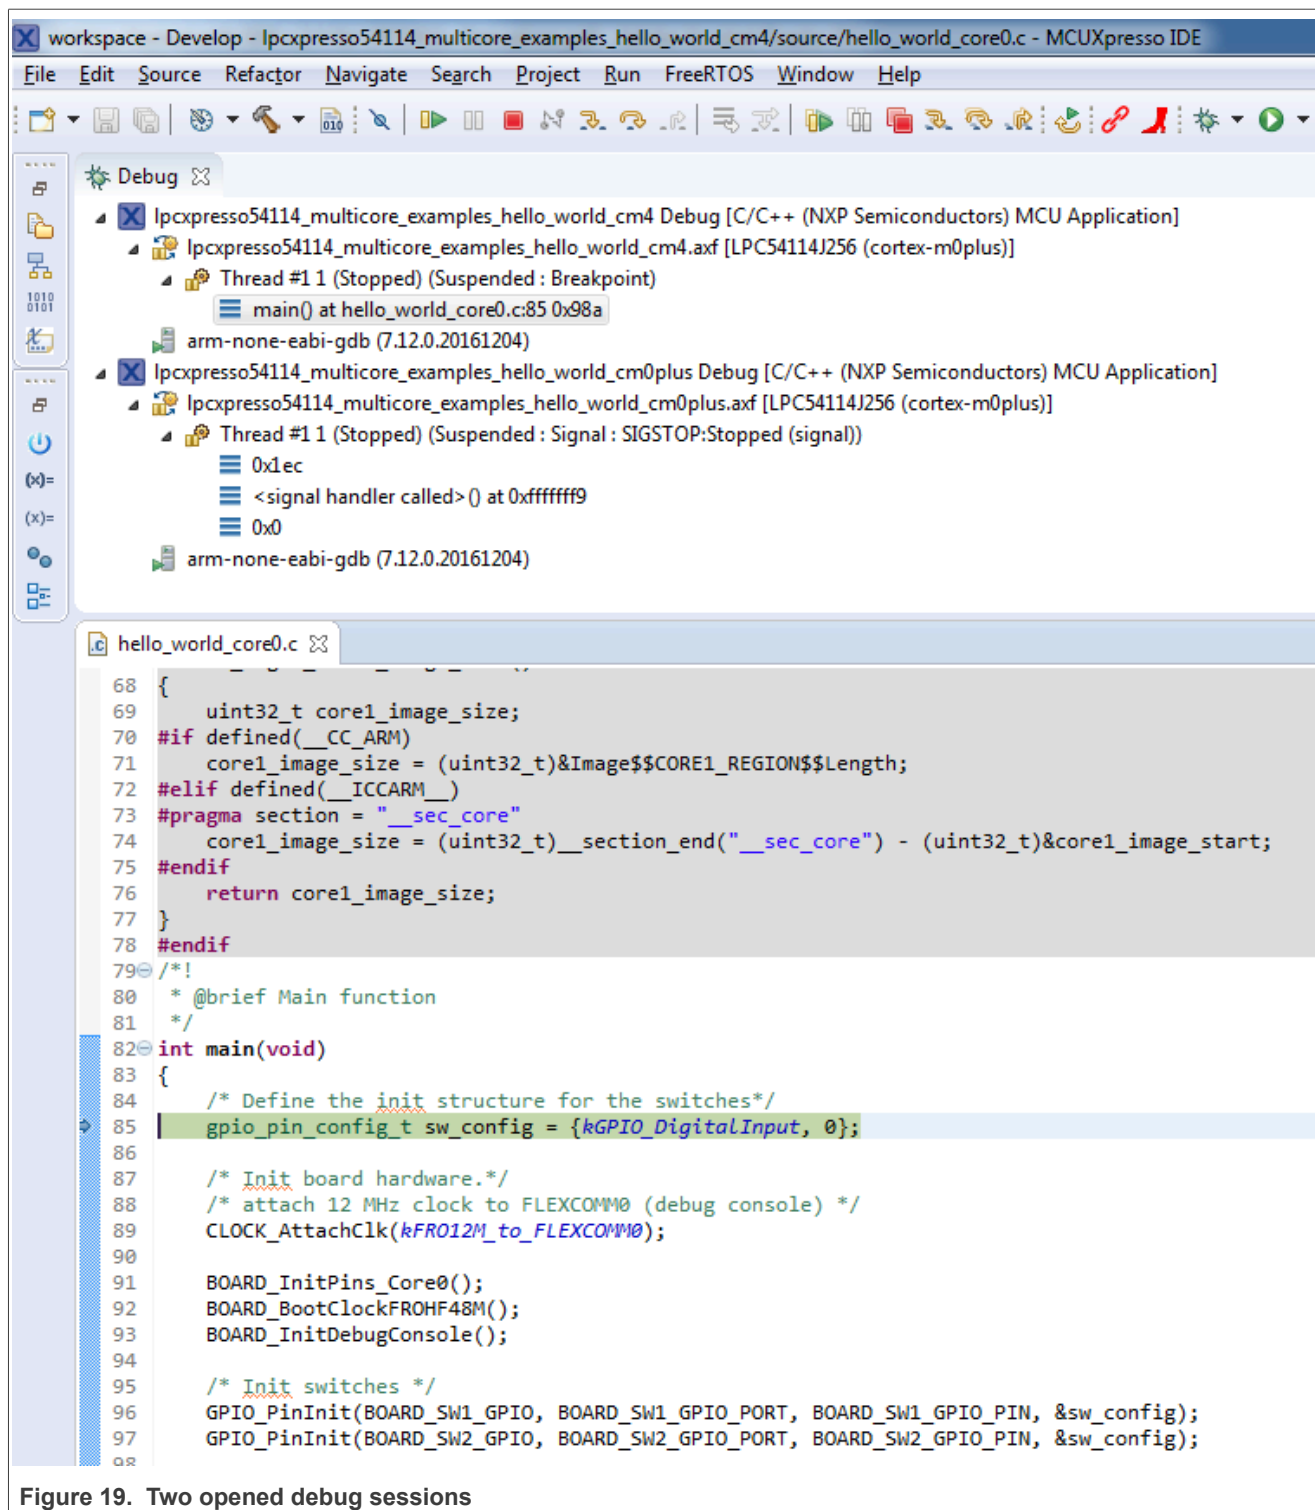 workspace - Develop - lpcxpresso54114_multicore_examples_hello_world_cm4/source/hello_world_core0.c - MCUXpresso IDE
File Edit Source Refactor Navigate Search Project Run FreeRTOS Window Help
Debug
lpcxpresso54114_multicore_examples_hello_world_cm4 Debug [C/C++ (NXP Semiconductors) MCU Application]
lpcxpresso54114_multicore_examples_hello_world_cm4.axf [LPC54114J256 (cortex-m0plus)]
Thread #1 1 (Stopped) (Suspended : Breakpoint)
main() at hello_world_core0.c:85 0x98a
arm-none-eabi-gdb (7.12.0.20161204)
lpcxpresso54114_multicore_examples_hello_world_cm0plus Debug [C/C++ (NXP Semiconductors) MCU Application]
lpcxpresso54114_multicore_examples_hello_world_cm0plus.axf [LPC54114J256 (cortex-m0plus)]
Thread #1 1 (Stopped) (Suspended : Signal : SIGSTOP:Stopped (signal))
0x1ec
<signal handler called>() at 0xfffffff9
0x0
arm-none-eabi-gdb (7.12.0.20161204)
hello_world_core0.c
68 {
69 uint32_t core1_image_size;
70 #if defined(__CC_ARM)
71 core1_image_size = (uint32_t)&Image$$CORE1_REGION$$Length;
72 #elif defined(__ICCARM__)
73 #pragma section = "__sec_core"
74 core1_image_size = (uint32_t)__section_end("__sec_core") - (uint32_t)&core1_image_start;
75 #endif
76 return core1_image_size;
77 }
78 #endif
79 /*!
80 * @brief Main function
81 */
82 int main(void)
83 {
84 /* Define the init structure for the switches*/
85 gpio_pin_config_t sw_config = {kGPIO_DigitalInput, 0};
86
87 /* Init board hardware.*/
88 /* attach 12 MHz clock to FLEXCOMM0 (debug console) */
89 CLOCK_AttachClk(kFRO12M_to_FLEXCOMM0);
90
91 BOARD_InitPins_Core0();
92 BOARD_BootClockFROHF48M();
93 BOARD_InitDebugConsole();
94
95 /* Init switches */
96 GPIO_PinInit(BOARD_SW1_GPIO, BOARD_SW1_GPIO_PORT, BOARD_SW1_GPIO_PIN, &sw_config);
97 GPIO_PinInit(BOARD_SW2_GPIO, BOARD_SW2_GPIO_PORT, BOARD_SW2_GPIO_PIN, &sw_config);
98
Figure 19. Two opened debug sessions